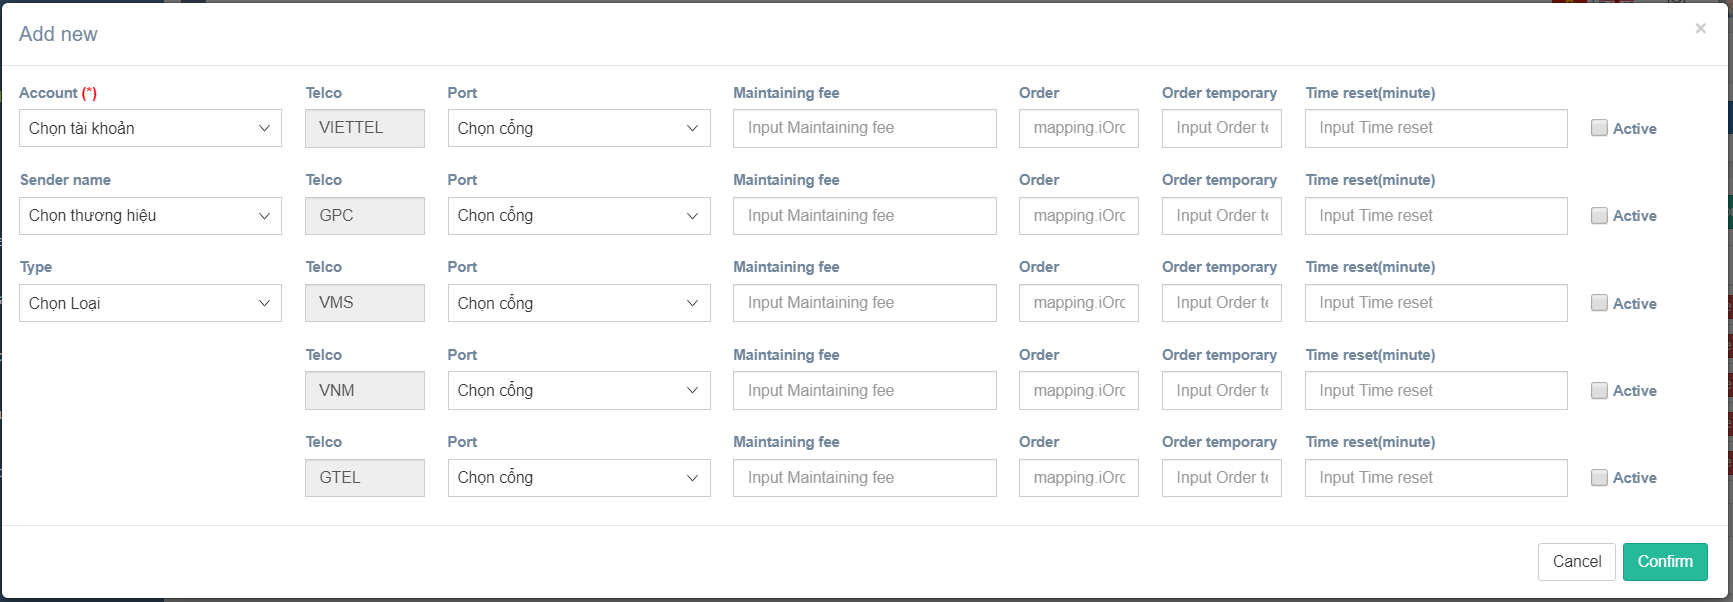 Add new ×
Account (*) Telco Port Maintaining fee Order Order temporary Time reset(minute)
Chọn tài khoản VIETTEL Chọn cổng Input Maintaining fee mapping.iOrc Input Order te Input Time reset Active
Sender name Telco Port Maintaining fee Order Order temporary Time reset(minute)
Chọn thương hiệu GPC Chọn cổng Input Maintaining fee mapping.iOrc Input Order te Input Time reset Active
Type Telco Port Maintaining fee Order Order temporary Time reset(minute)
Chọn Loại VMS Chọn cổng Input Maintaining fee mapping.iOrc Input Order te Input Time reset Active
Telco Port Maintaining fee Order Order temporary Time reset(minute)
VNM Chọn cổng Input Maintaining fee mapping.iOrc Input Order te Input Time reset Active
Telco Port Maintaining fee Order Order temporary Time reset(minute)
GTEL Chọn cổng Input Maintaining fee mapping.iOrc Input Order te Input Time reset Active
Cancel Confirm